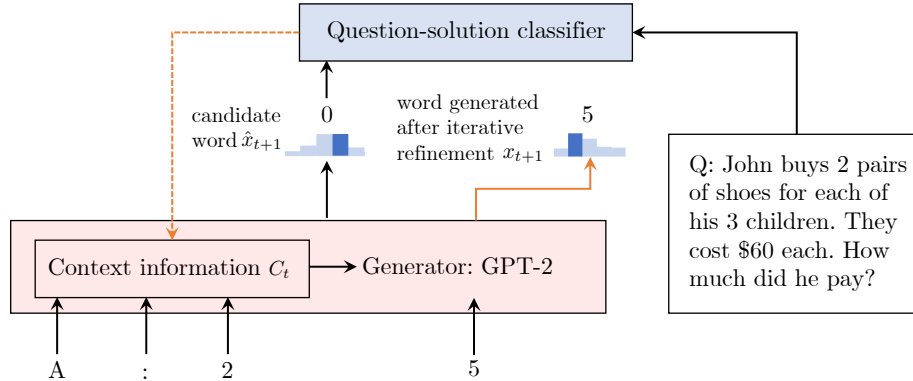 Question-solution classifier
candidate
word x̂ₜ₊₁
0
word generated
after iterative
refinement xₜ₊₁
5
Q: John buys 2 pairs
of shoes for each of
his 3 children. They
cost $60 each. How
much did he pay?
Context information Cₜ
Generator: GPT-2
A
:
2
5